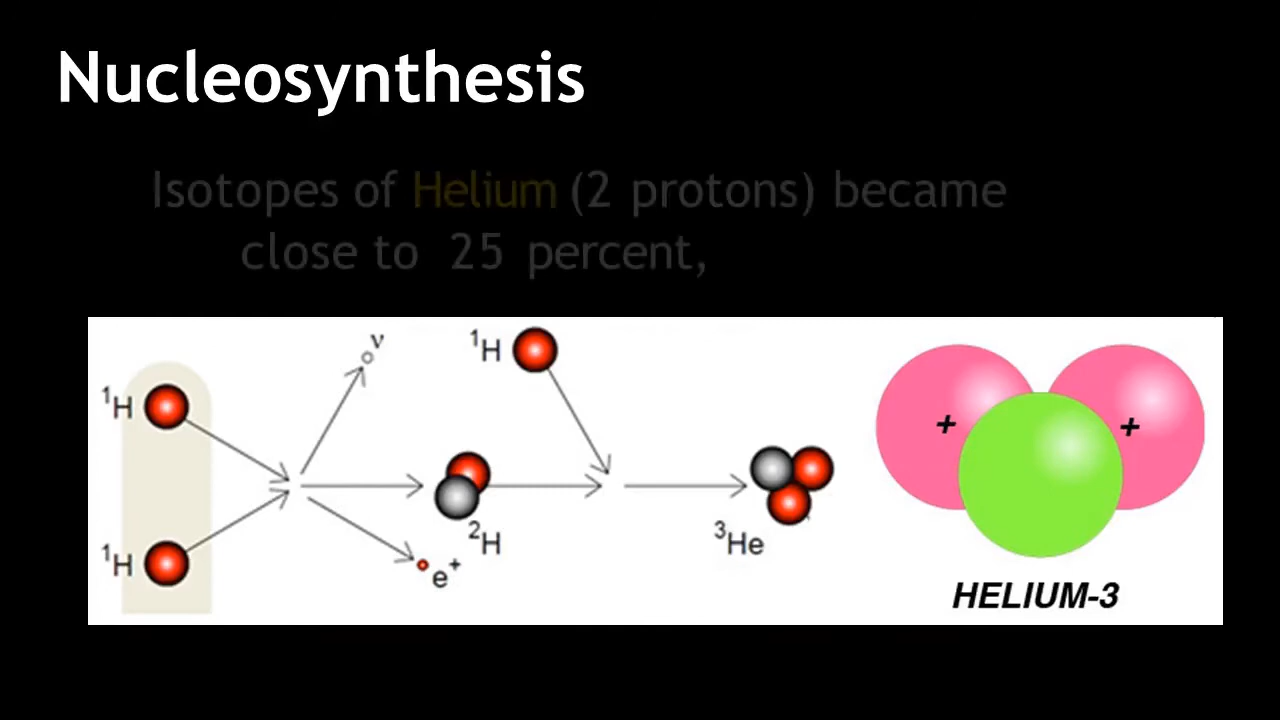 Nucleosynthesis
Isotopes of Helium (2 protons) became
close to 25 percent,
ν
¹H
¹H
²H
³He
¹H
e⁺
+ +
HELIUM-3